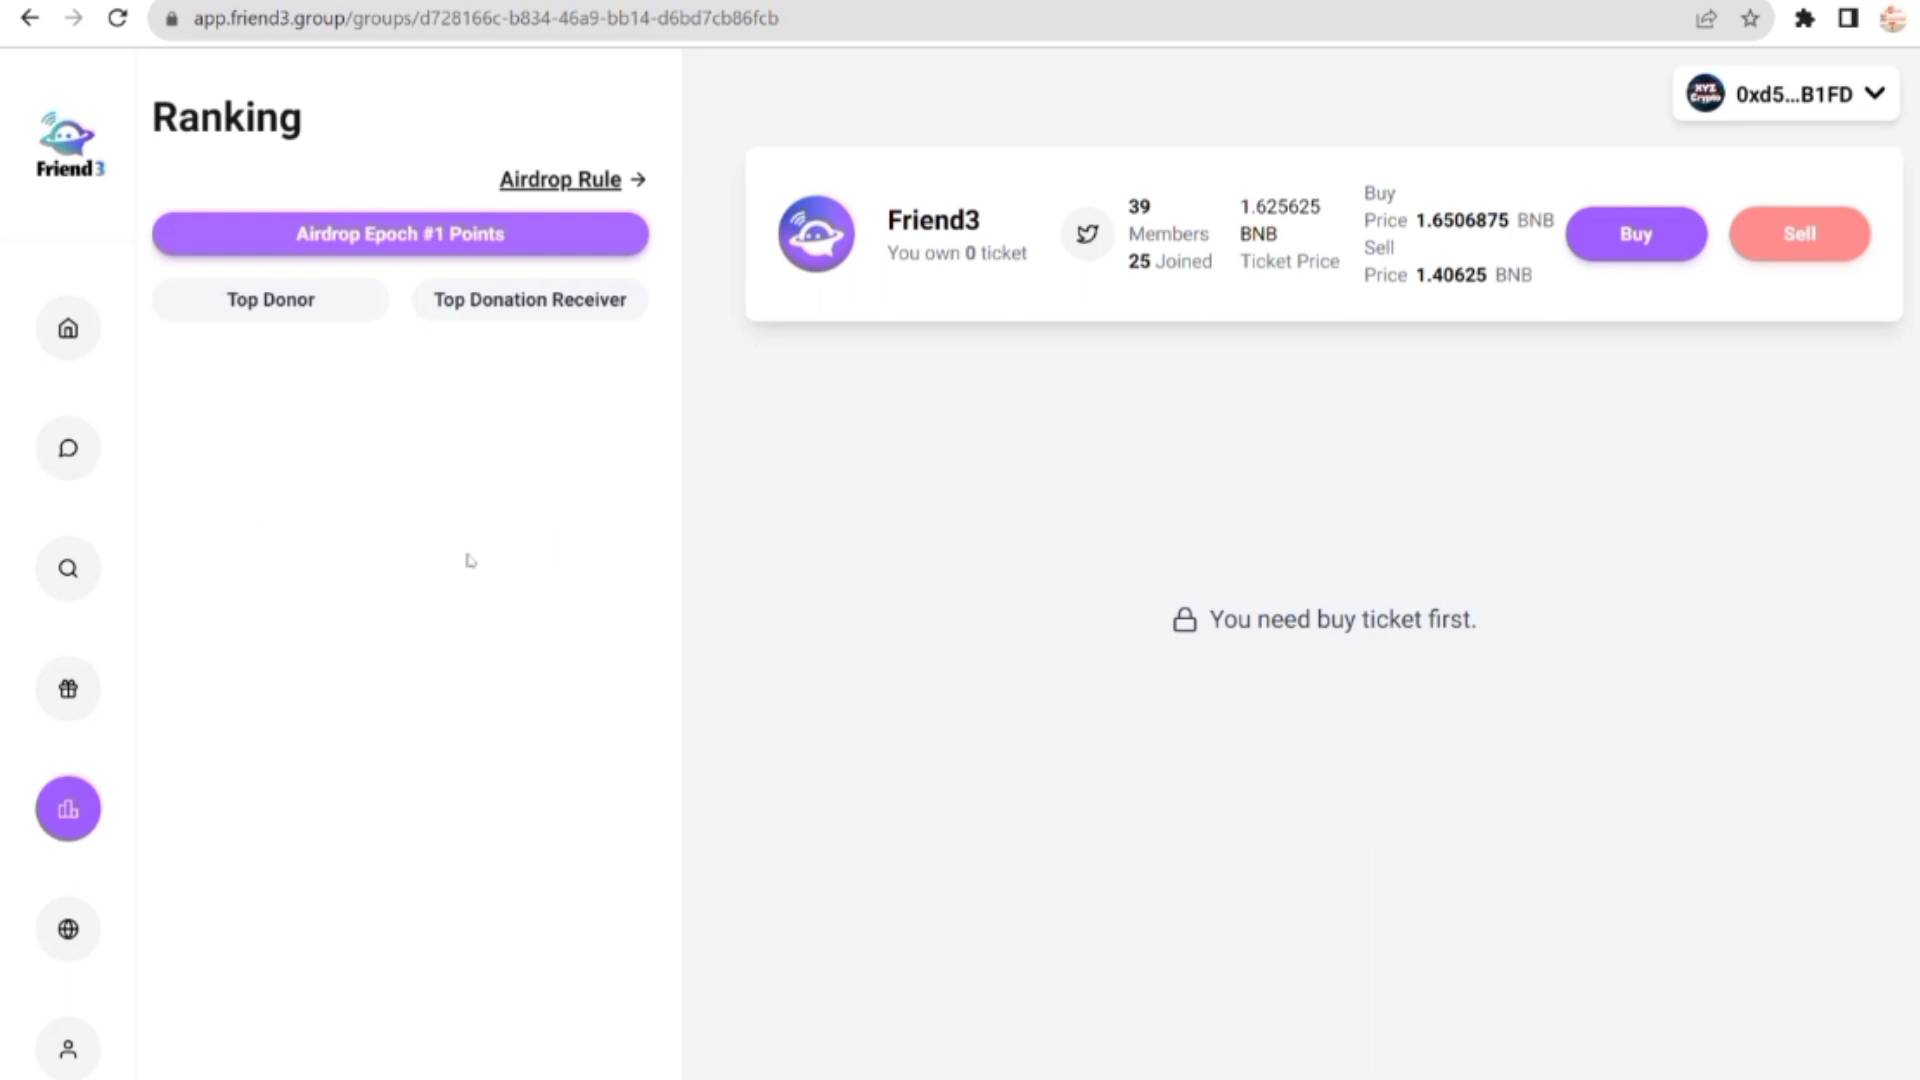 app.friend3.group/groups/d728166c-b834-46a9-bb14-d6bd7cb86fcb
Friend3
Ranking
Airdrop Rule →
Airdrop Epoch #1 Points
Top Donor
Top Donation Receiver
XYZ
Crypto
0xd5...B1FD
Friend3
You own 0 ticket
39
Members
25 Joined
1.625625
BNB
Ticket Price
Buy
Price 1.6506875 BNB
Sell
Price 1.40625 BNB
Buy
Sell
You need buy ticket first.